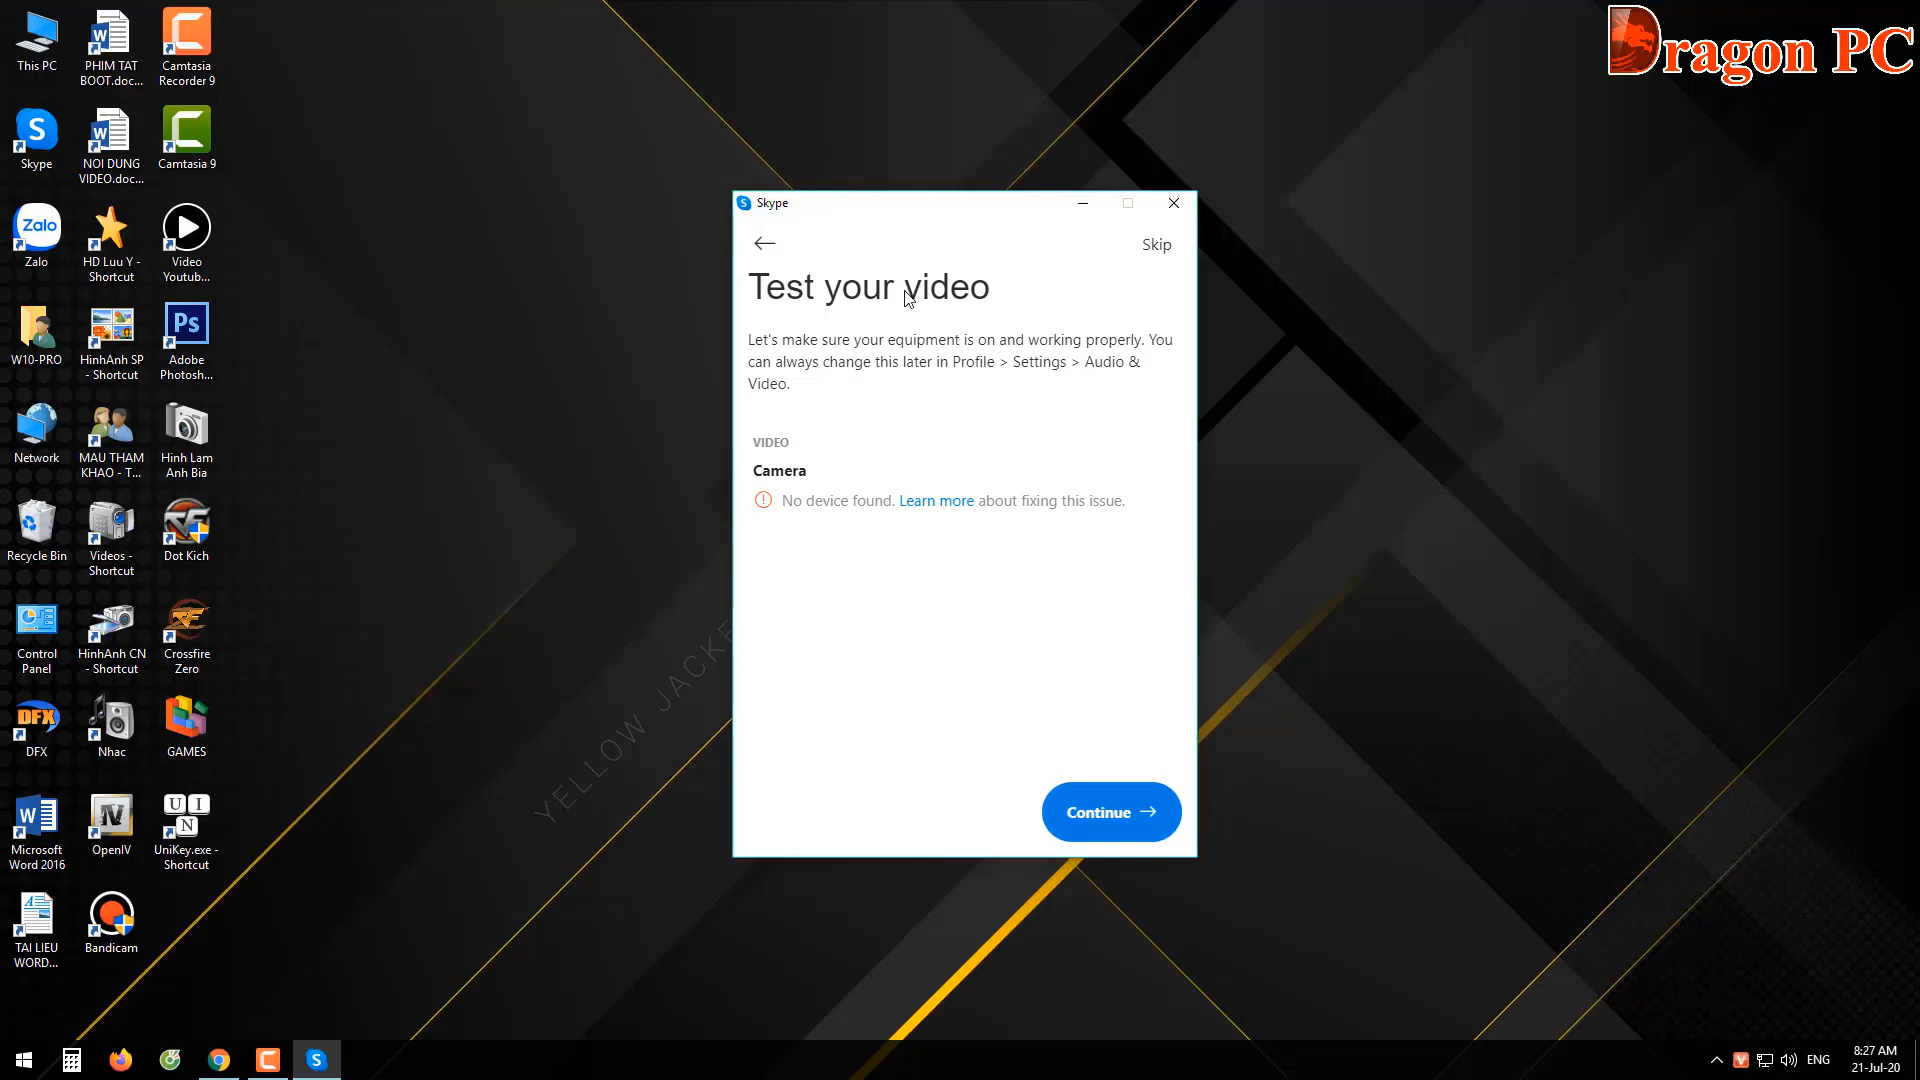 This PC
PHIM TAT
BOOT.doc...
Camtasia
Recorder 9
Skype
NOI DUNG
VIDEO.doc...
Camtasia 9
Zalo
Zalo
HD Luu Y -
Shortcut
Video
Youtub...
W10-PRO
HinhAnh SP
- Shortcut
Ps
Adobe
Photosh...
Network
MAU THAM
KHAO - T...
Hinh Lam
Anh Bia
Recycle Bin
Videos -
Shortcut
Dot Kich
Control
Panel
HinhAnh CN
- Shortcut
Crossfire
Zero
DFX
DFX
Nhac
GAMES
Microsoft
Word 2016
OpenIV
U I
N
UniKey.exe -
Shortcut
TAI LIEU
WORD...
Bandicam
Dragon PC
YELLOW JACKE
Skype
Skip
Test your video
Let's make sure your equipment is on and working properly. You
can always change this later in Profile > Settings > Audio &
Video.
VIDEO
Camera
No device found. Learn more about fixing this issue.
Continue
ENG
8:27 AM
21-Jul-20